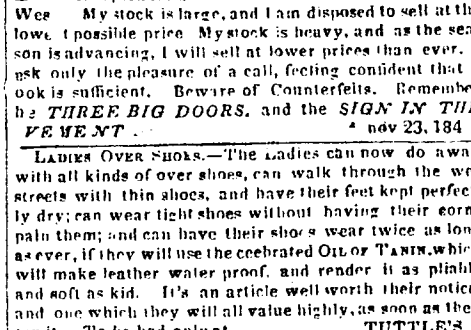 Wes My stock is large, and I am disposed to sell at th
lowe t possible price My stock is heavy, and as the sea
son is advancing, I will sell at lower prices than ever.
ask only the pleasure of a call, feeling confident that
ook is sufficient. Beware of Counterfeits. Remembe
he THREE BIG DOORS. and the SIGN IN TH
VEMENT nov 23, 184
LADIES OVER SHOES.—The Ladies can now do awa
with all kinds of over shoes, can walk through the we
streets with thin shoes, and have their feet kept perfec
ly dry; can wear tight shoes without having their corn
pain them; and can have their shoes wear twice as lon
as ever, if they will use the ceebrated OIL OF TANIN, whic
will make leather water proof, and render it as pliabl
and soft as kid. It's an article well worth their notice
and one which they will all value highly, as soon as the
To be had only at TUTTLE'S